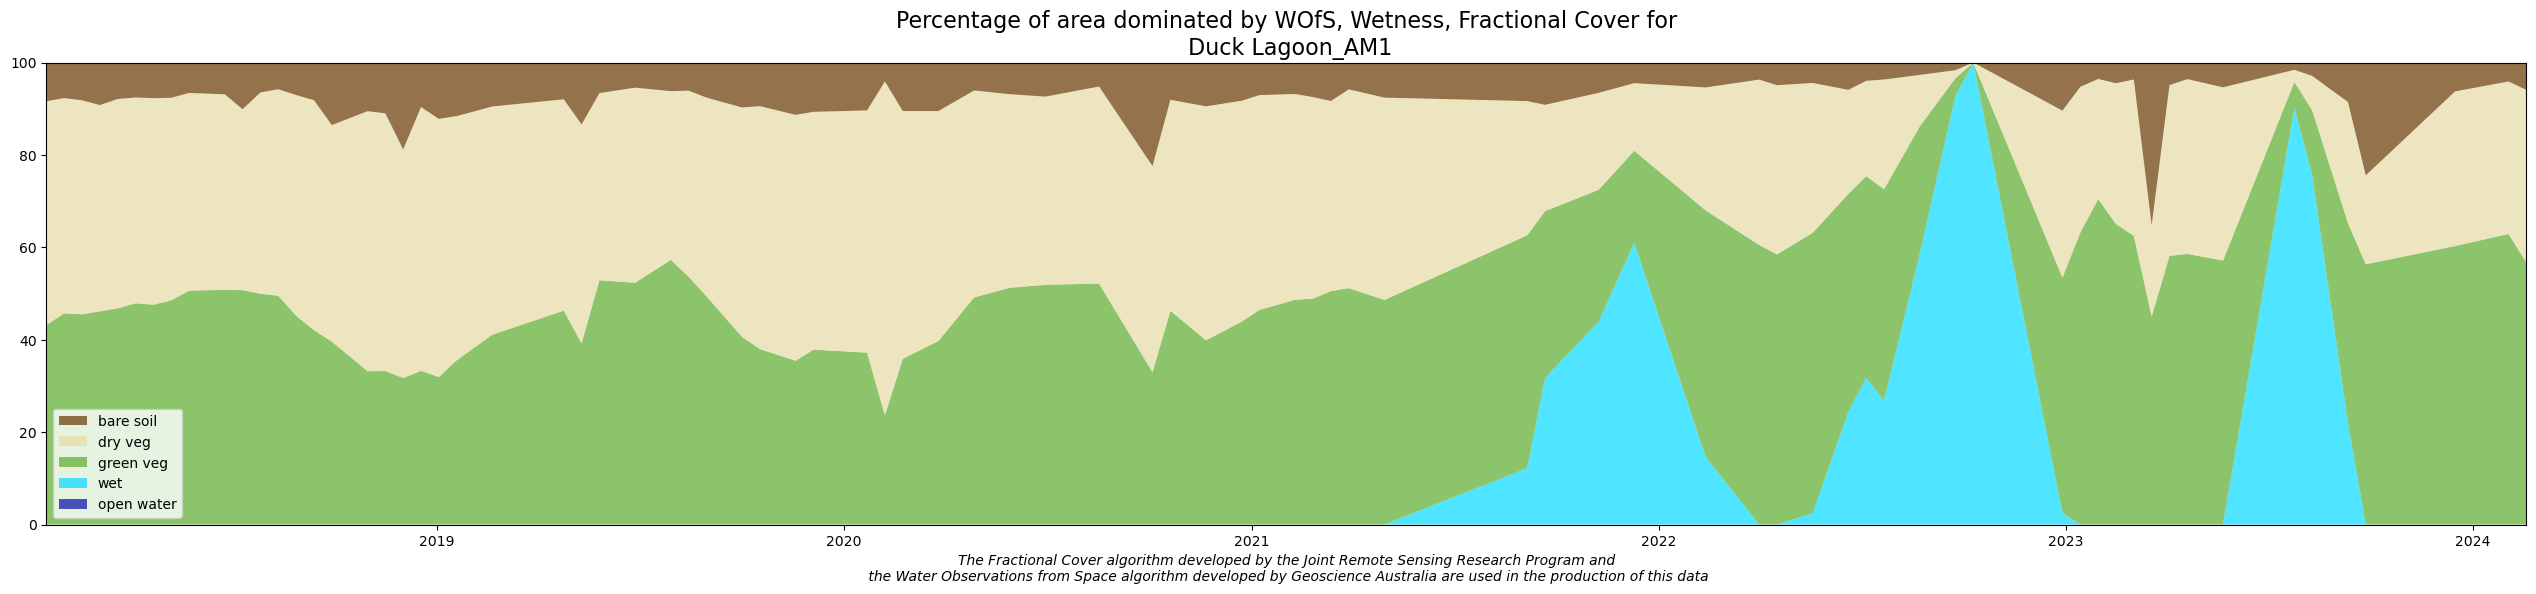 Percentage of area dominated by WOfS, Wetness, Fractional Cover for
Duck Lagoon_AM1
100
80
60
40
20
0
bare soil
dry veg
green veg
wet
open water
2019
2020
2021
2022
2023
2024
The Fractional Cover algorithm developed by the Joint Remote Sensing Research Program and
the Water Observations from Space algorithm developed by Geoscience Australia are used in the production of this data